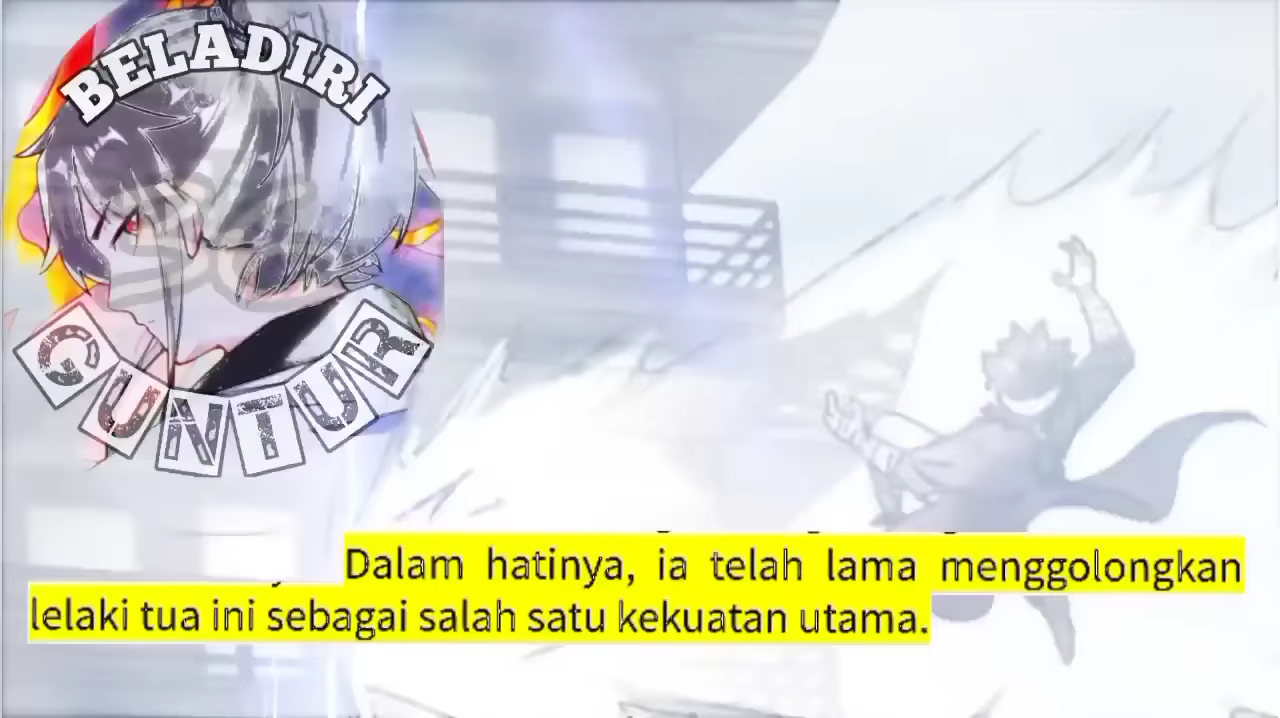 BELADIRI
GUNTUR
Dalam hatinya, ia telah lama menggolongkan
lelaki tua ini sebagai salah satu kekuatan utama.